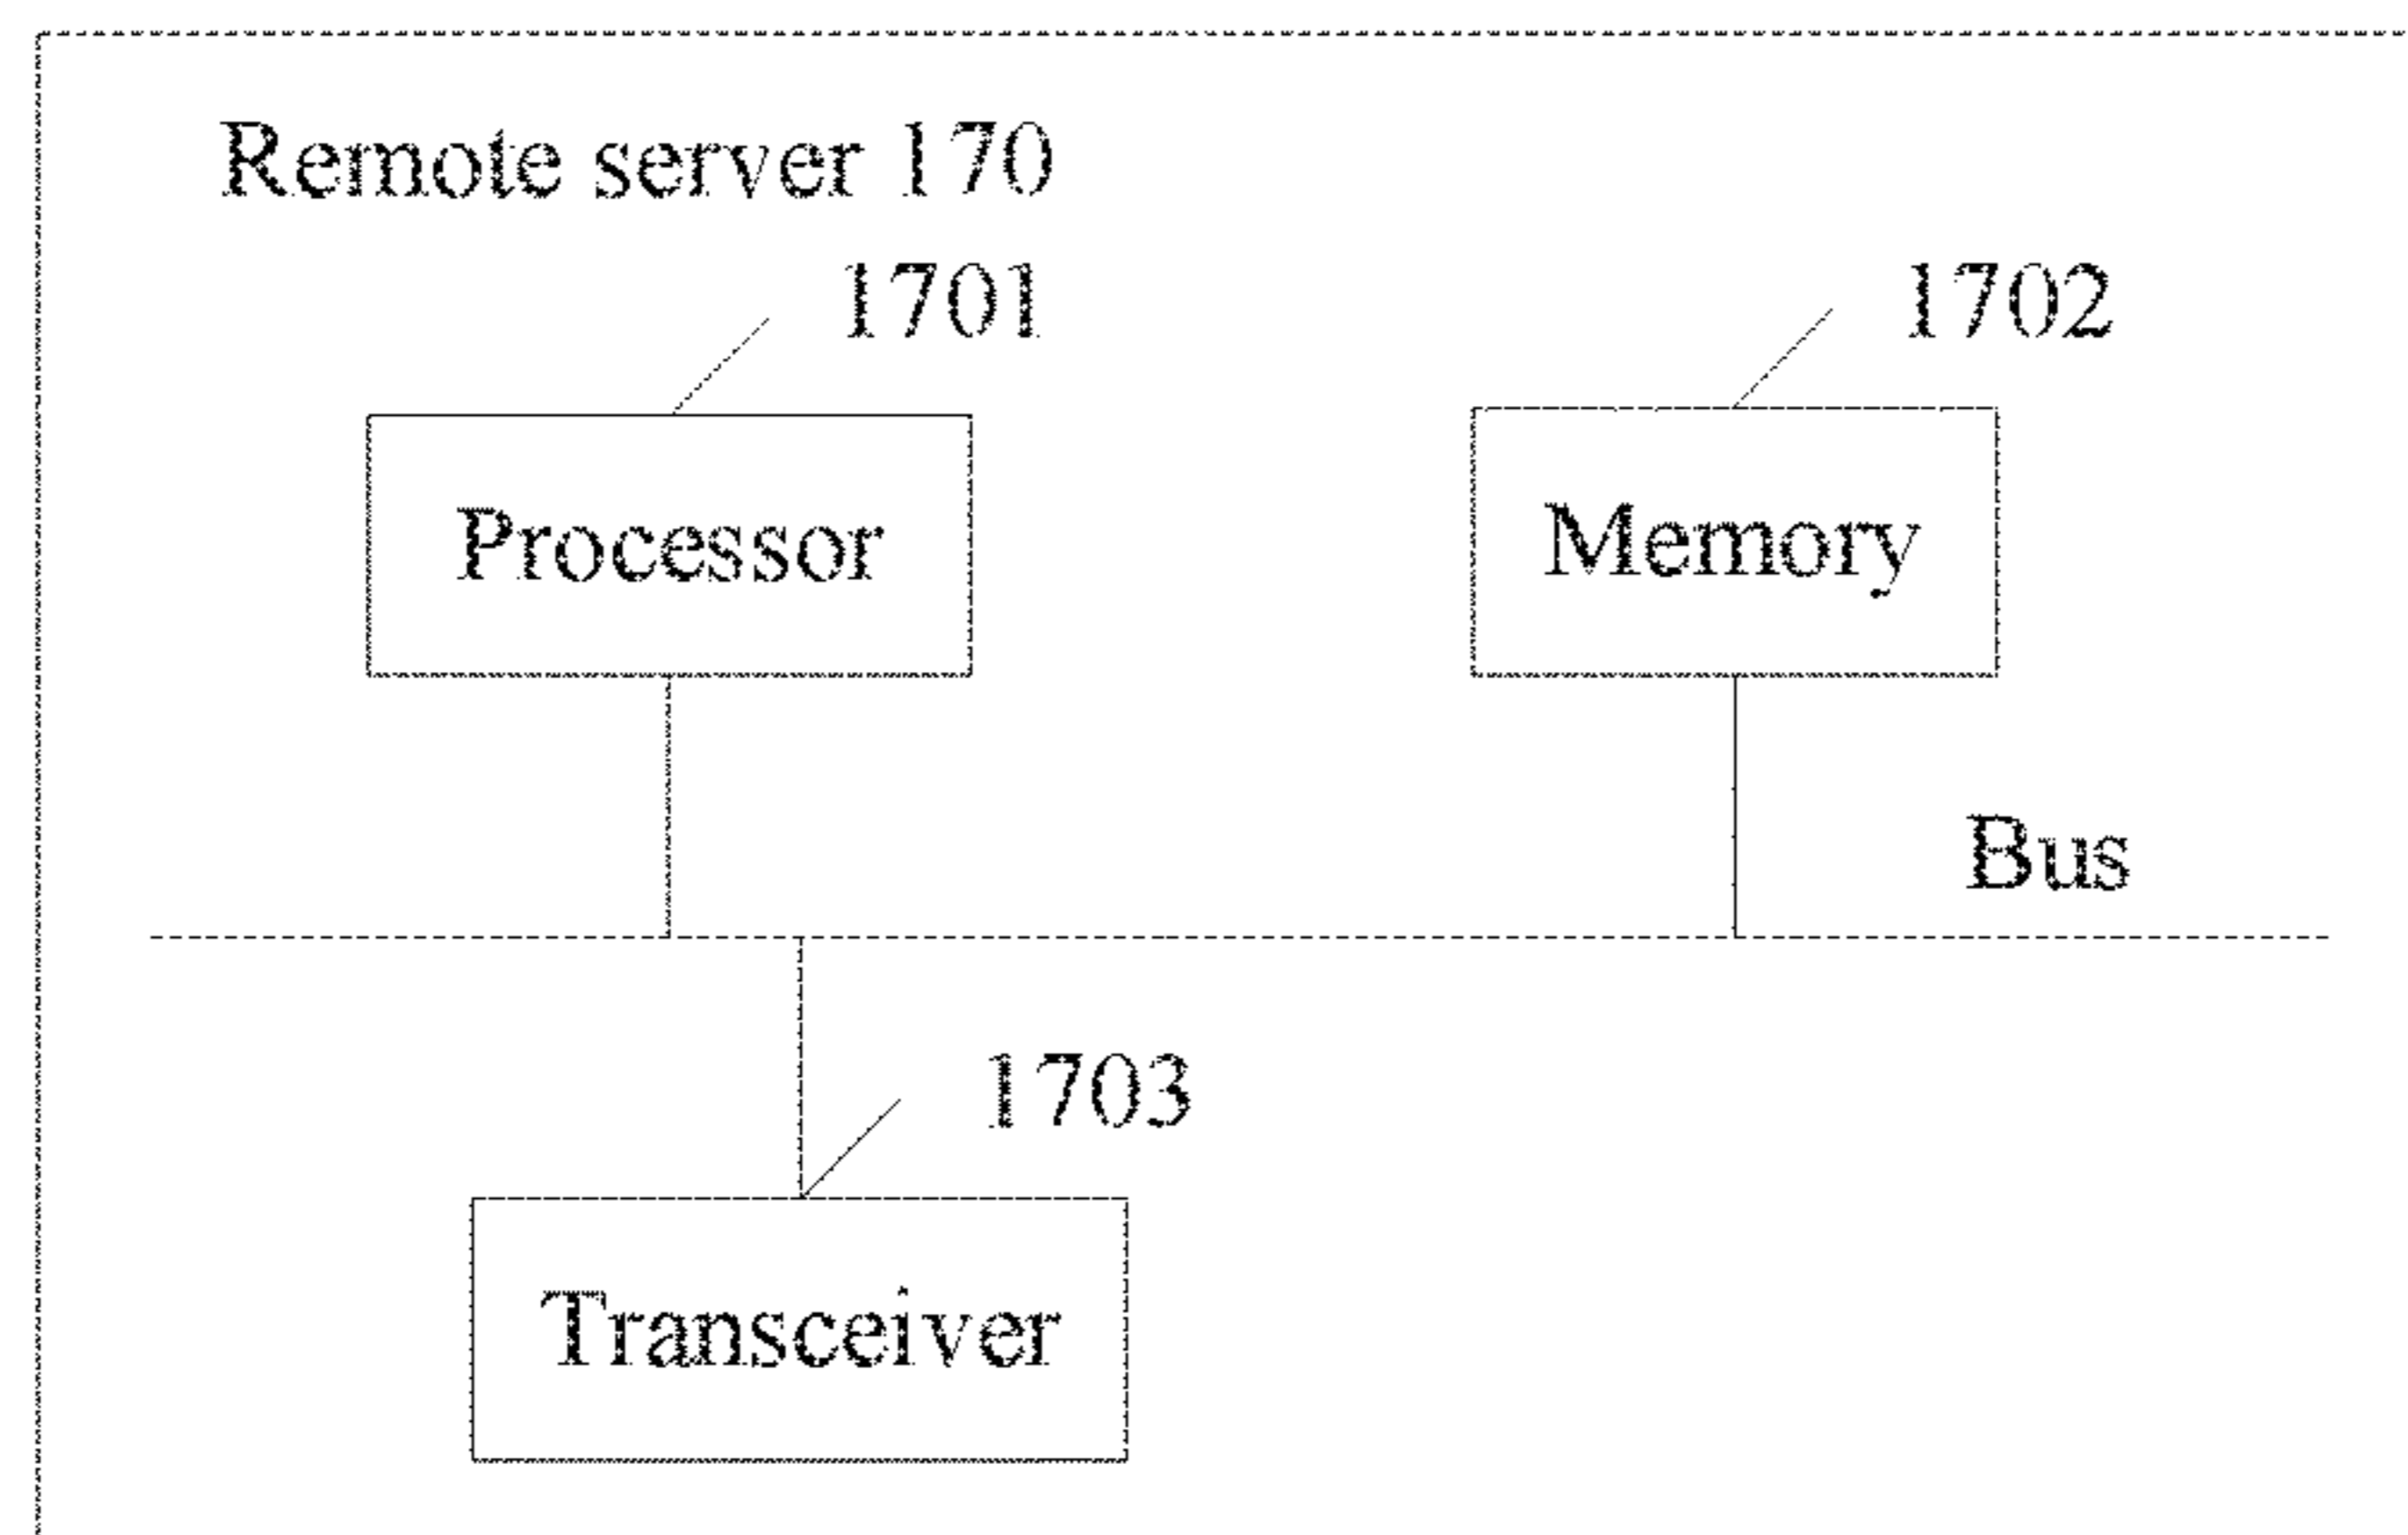 Remote server 170
1701
1702
Processor
Memory
Bus
1703
Transceiver